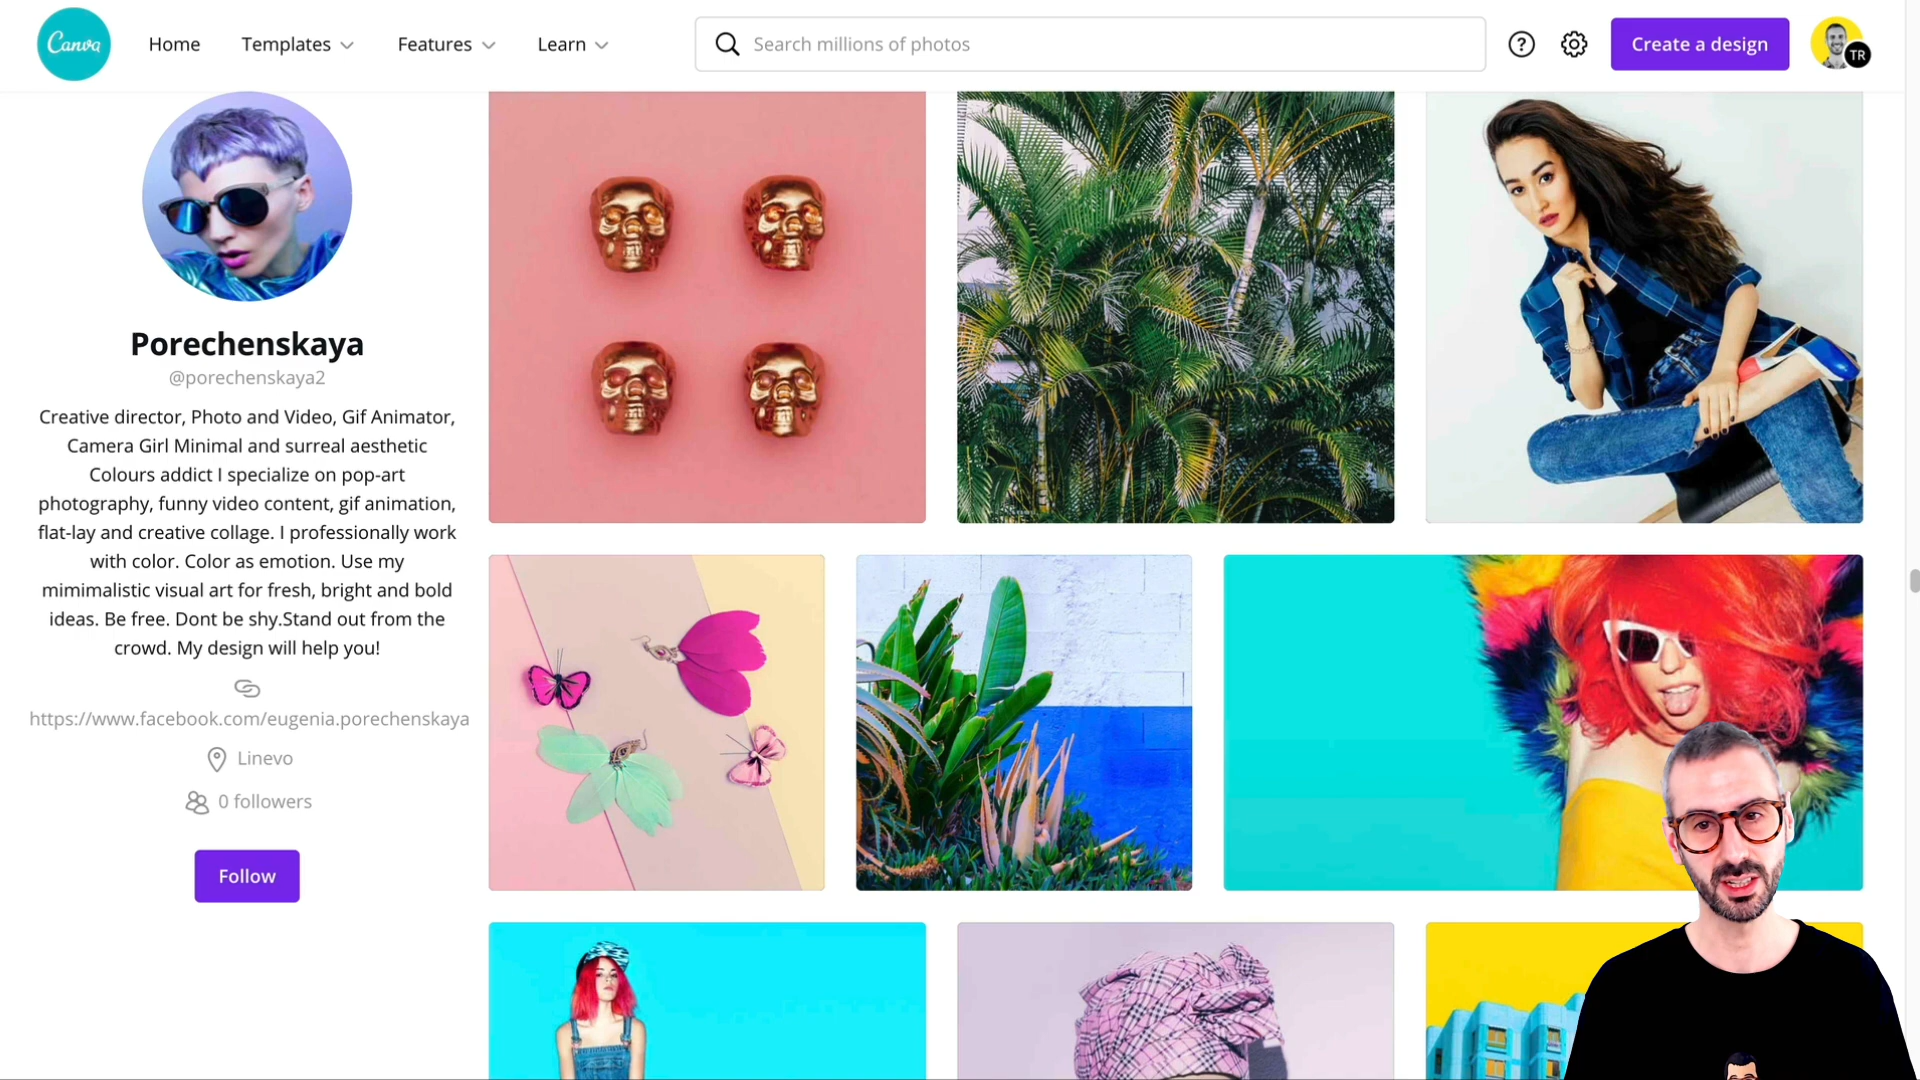 Canva
Home
Templates
Features
Learn
Search millions of photos
?
Create a design
TR
Porechenskaya
@porechenskaya2
Creative director, Photo and Video, Gif Animator,
Camera Girl Minimal and surreal aesthetic
Colours addict I specialize on pop-art
photography, funny video content, gif animation,
flat-lay and creative collage. I professionally work
with color. Color as emotion. Use my
mimimalistic visual art for fresh, bright and bold
ideas. Be free. Dont be shy.Stand out from the
crowd. My design will help you!
https://www.facebook.com/eugenia.porechenskaya
Linevo
0 followers
Follow